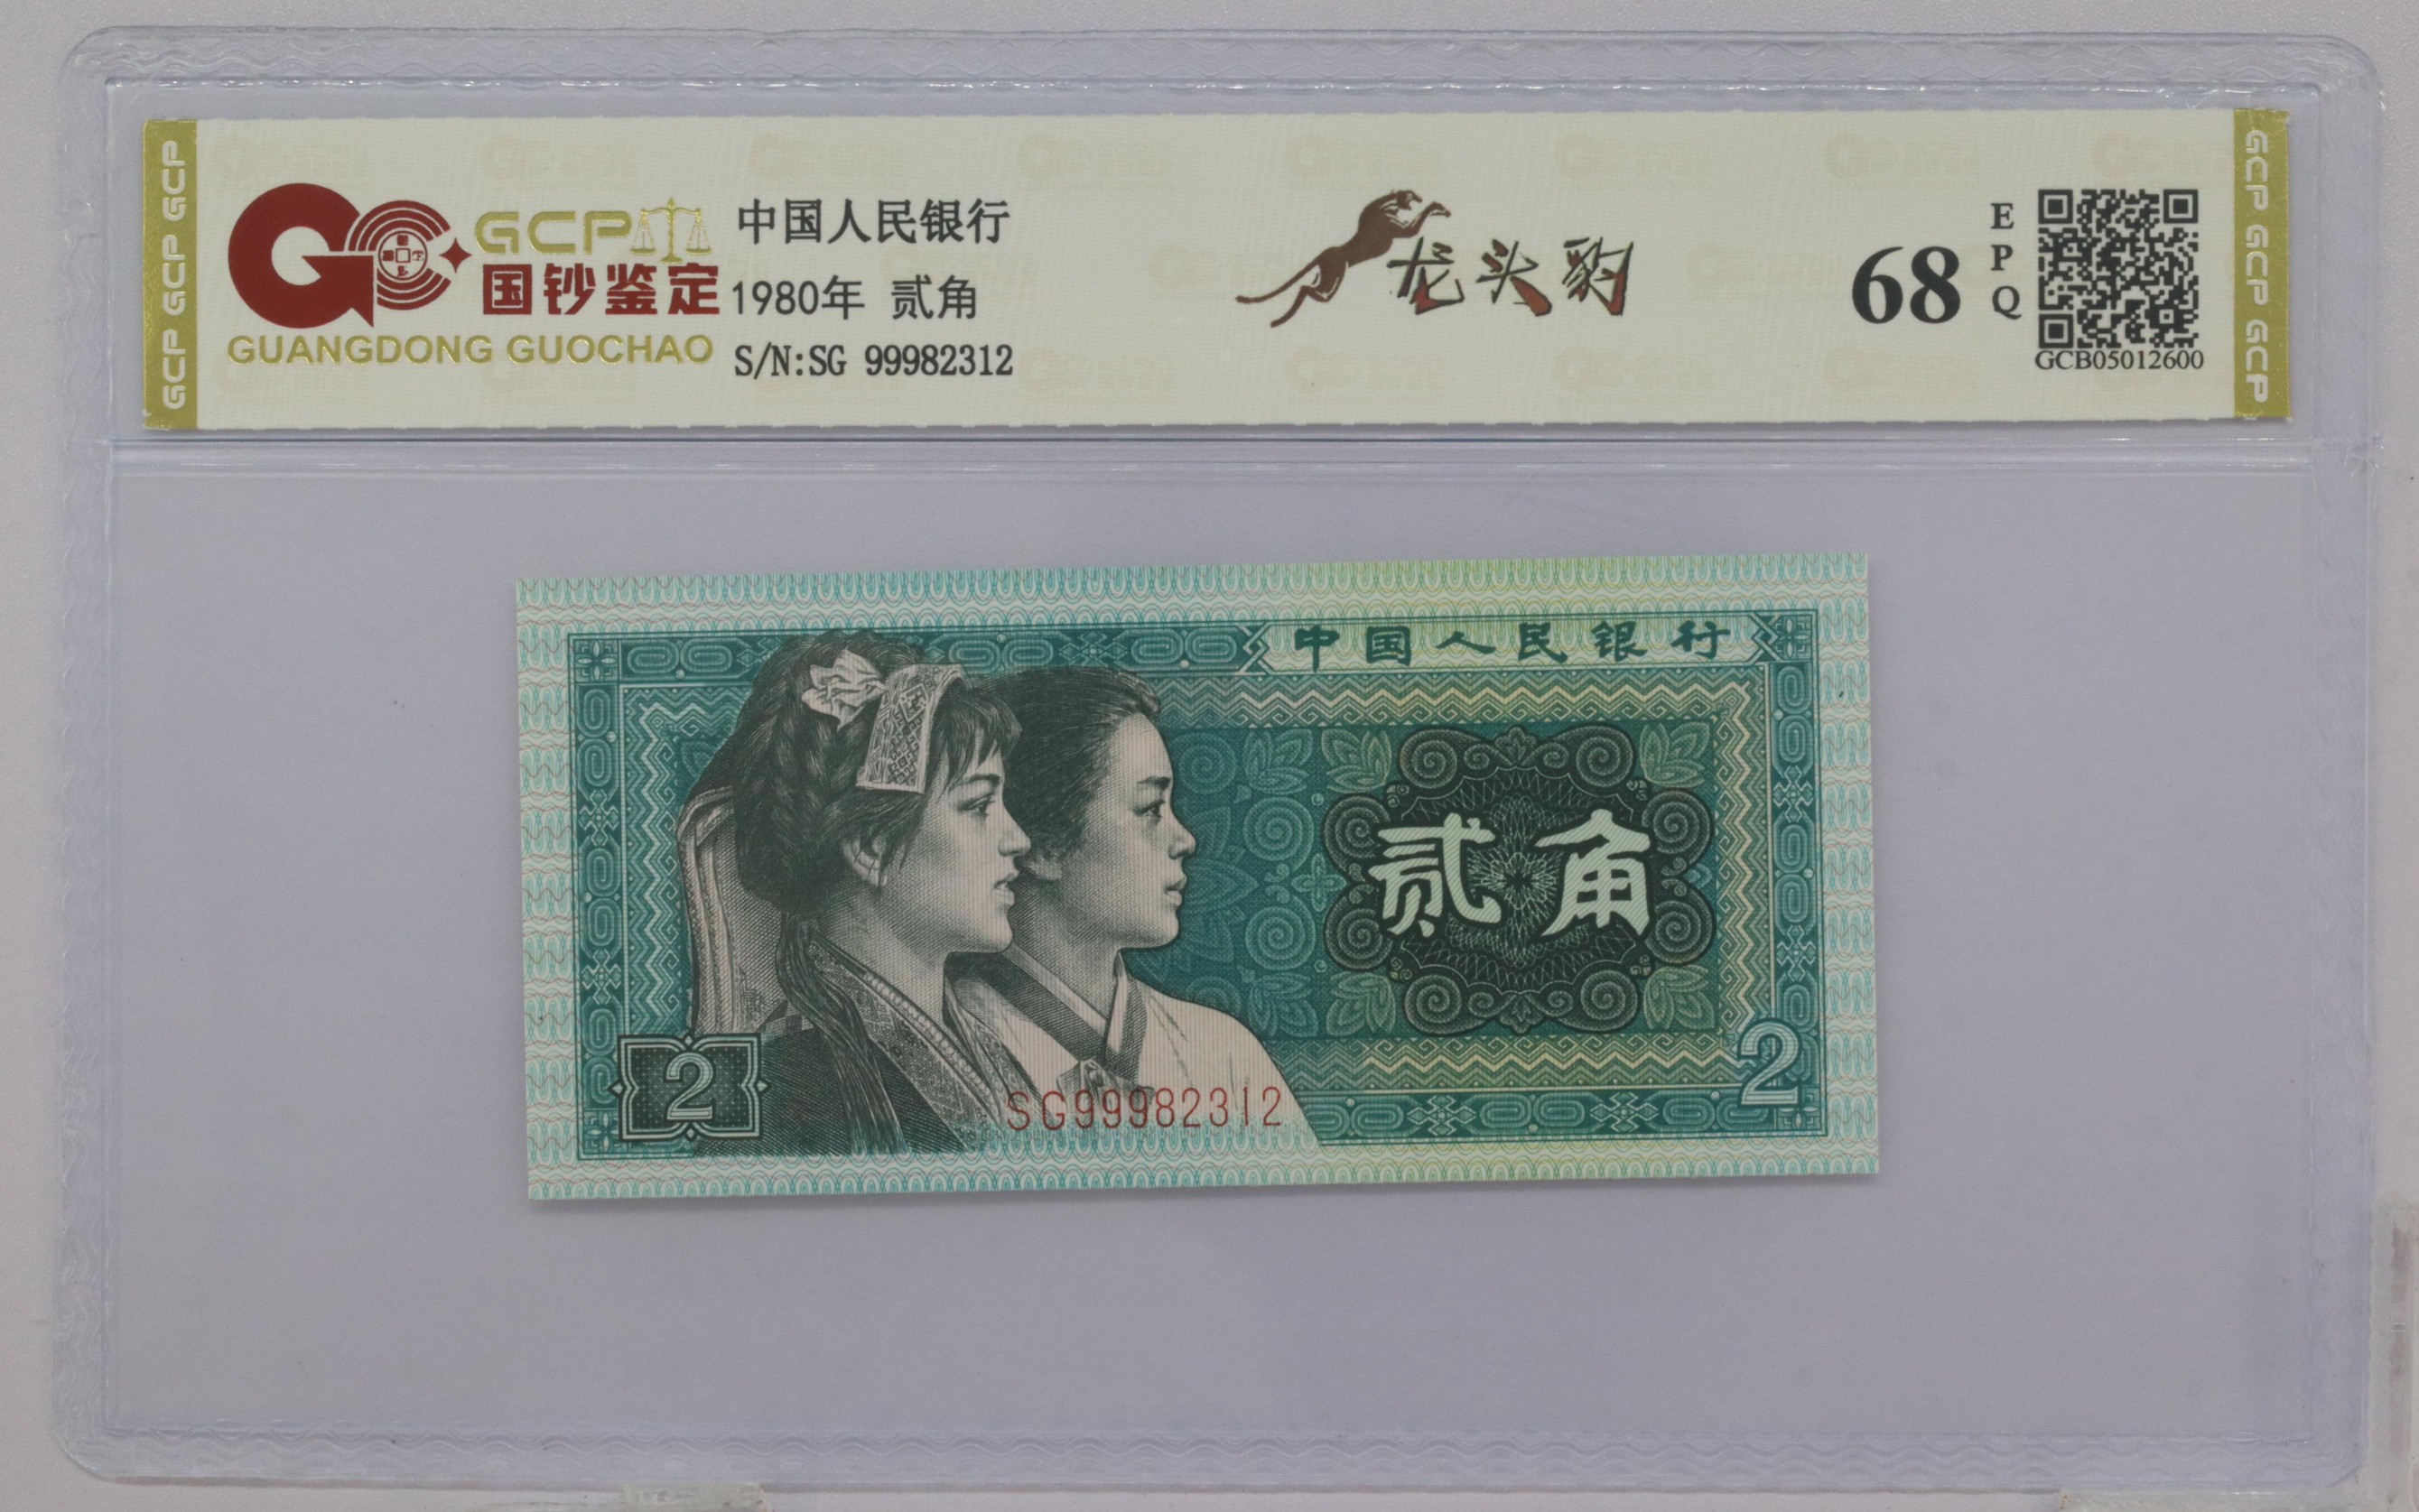 GCP GCP GCP
GCP
国钞鉴定
GUANGDONG GUOCHAO
中国人民银行
1980年 贰角
S/N:SG 99982312
龙头豹
68
EPQ
GCB05012600
GCP GCP GCP
中国人民银行
贰角
2
SG99982312
2